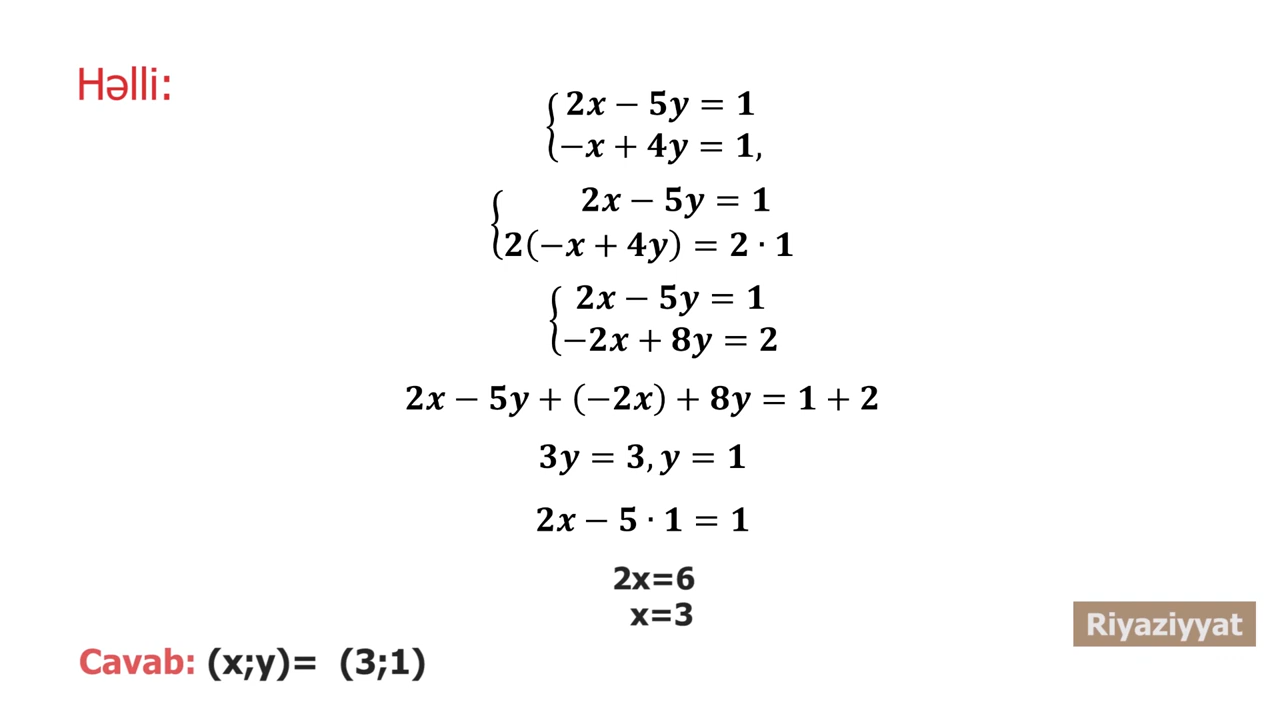 Həlli:
2x − 5y = 1
−x + 4y = 1,
2x − 5y = 1
2(−x + 4y) = 2 · 1
2x − 5y = 1
−2x + 8y = 2
2x − 5y + (−2x) + 8y = 1 + 2
3y = 3, y = 1
2x − 5 · 1 = 1
2x=6
x=3
Riyaziyyat
Cavab: (x;y)= (3;1)